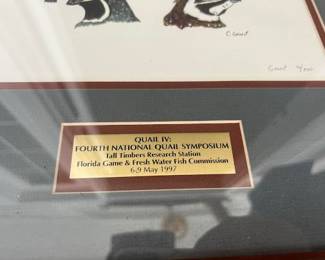 QUAIL IV:
FOURTH NATIONAL QUAIL SYMPOSIUM
Tall Timbers Research Station
Florida Game & Fresh Water Fish Commission
6-9 May 1997